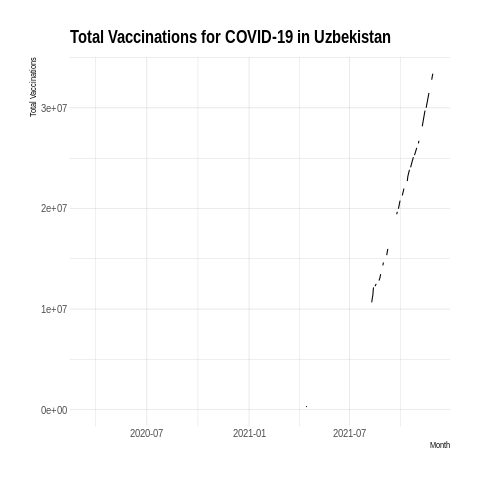 Total Vaccinations for COVID-19 in Uzbekistan
Total Vaccinations
3e+07
2e+07
1e+07
0e+00
2020-07 2021-01 2021-07
Month